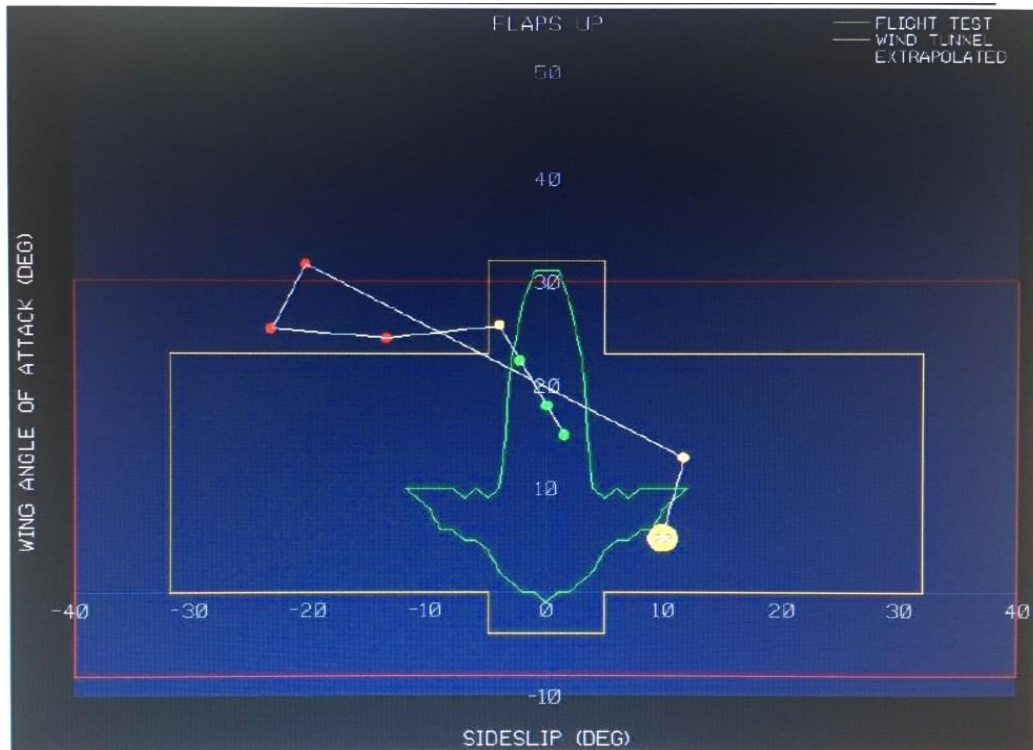 FLAPS UP
FLIGHT TEST
WIND TUNNEL
EXTRAPOLATED
50
40
30
20
10
-40
-30
-20
-10
0
10
20
30
40
-10
WING ANGLE OF ATTACK (DEG)
SIDESLIP (DEG)